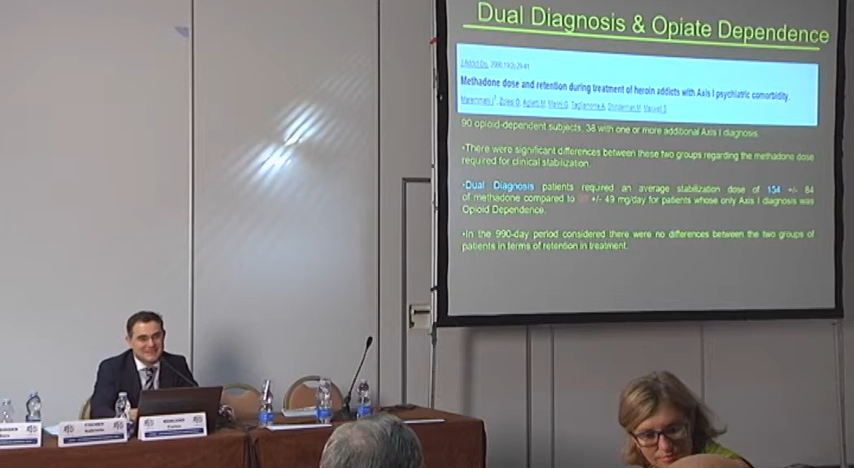 Dual Diagnosis & Opiate Dependence
Methadone dose and retention during treatment of heroin addicts with Axis I psychiatric comorbidity.
90 opioid-dependent subjects, 38 with one or more additional Axis I diagnosis.
•There were significant differences between these two groups regarding the methadone dose
required for clinical stabilization.
•Dual Diagnosis patients required an average stabilization dose of 154 +/- 84
of methadone compared to +/- 49 mg/day for patients whose only Axis I diagnosis was
Opioid Dependence.
•In the 990-day period considered there were no differences between the two groups of
patients in terms of retention in treatment.